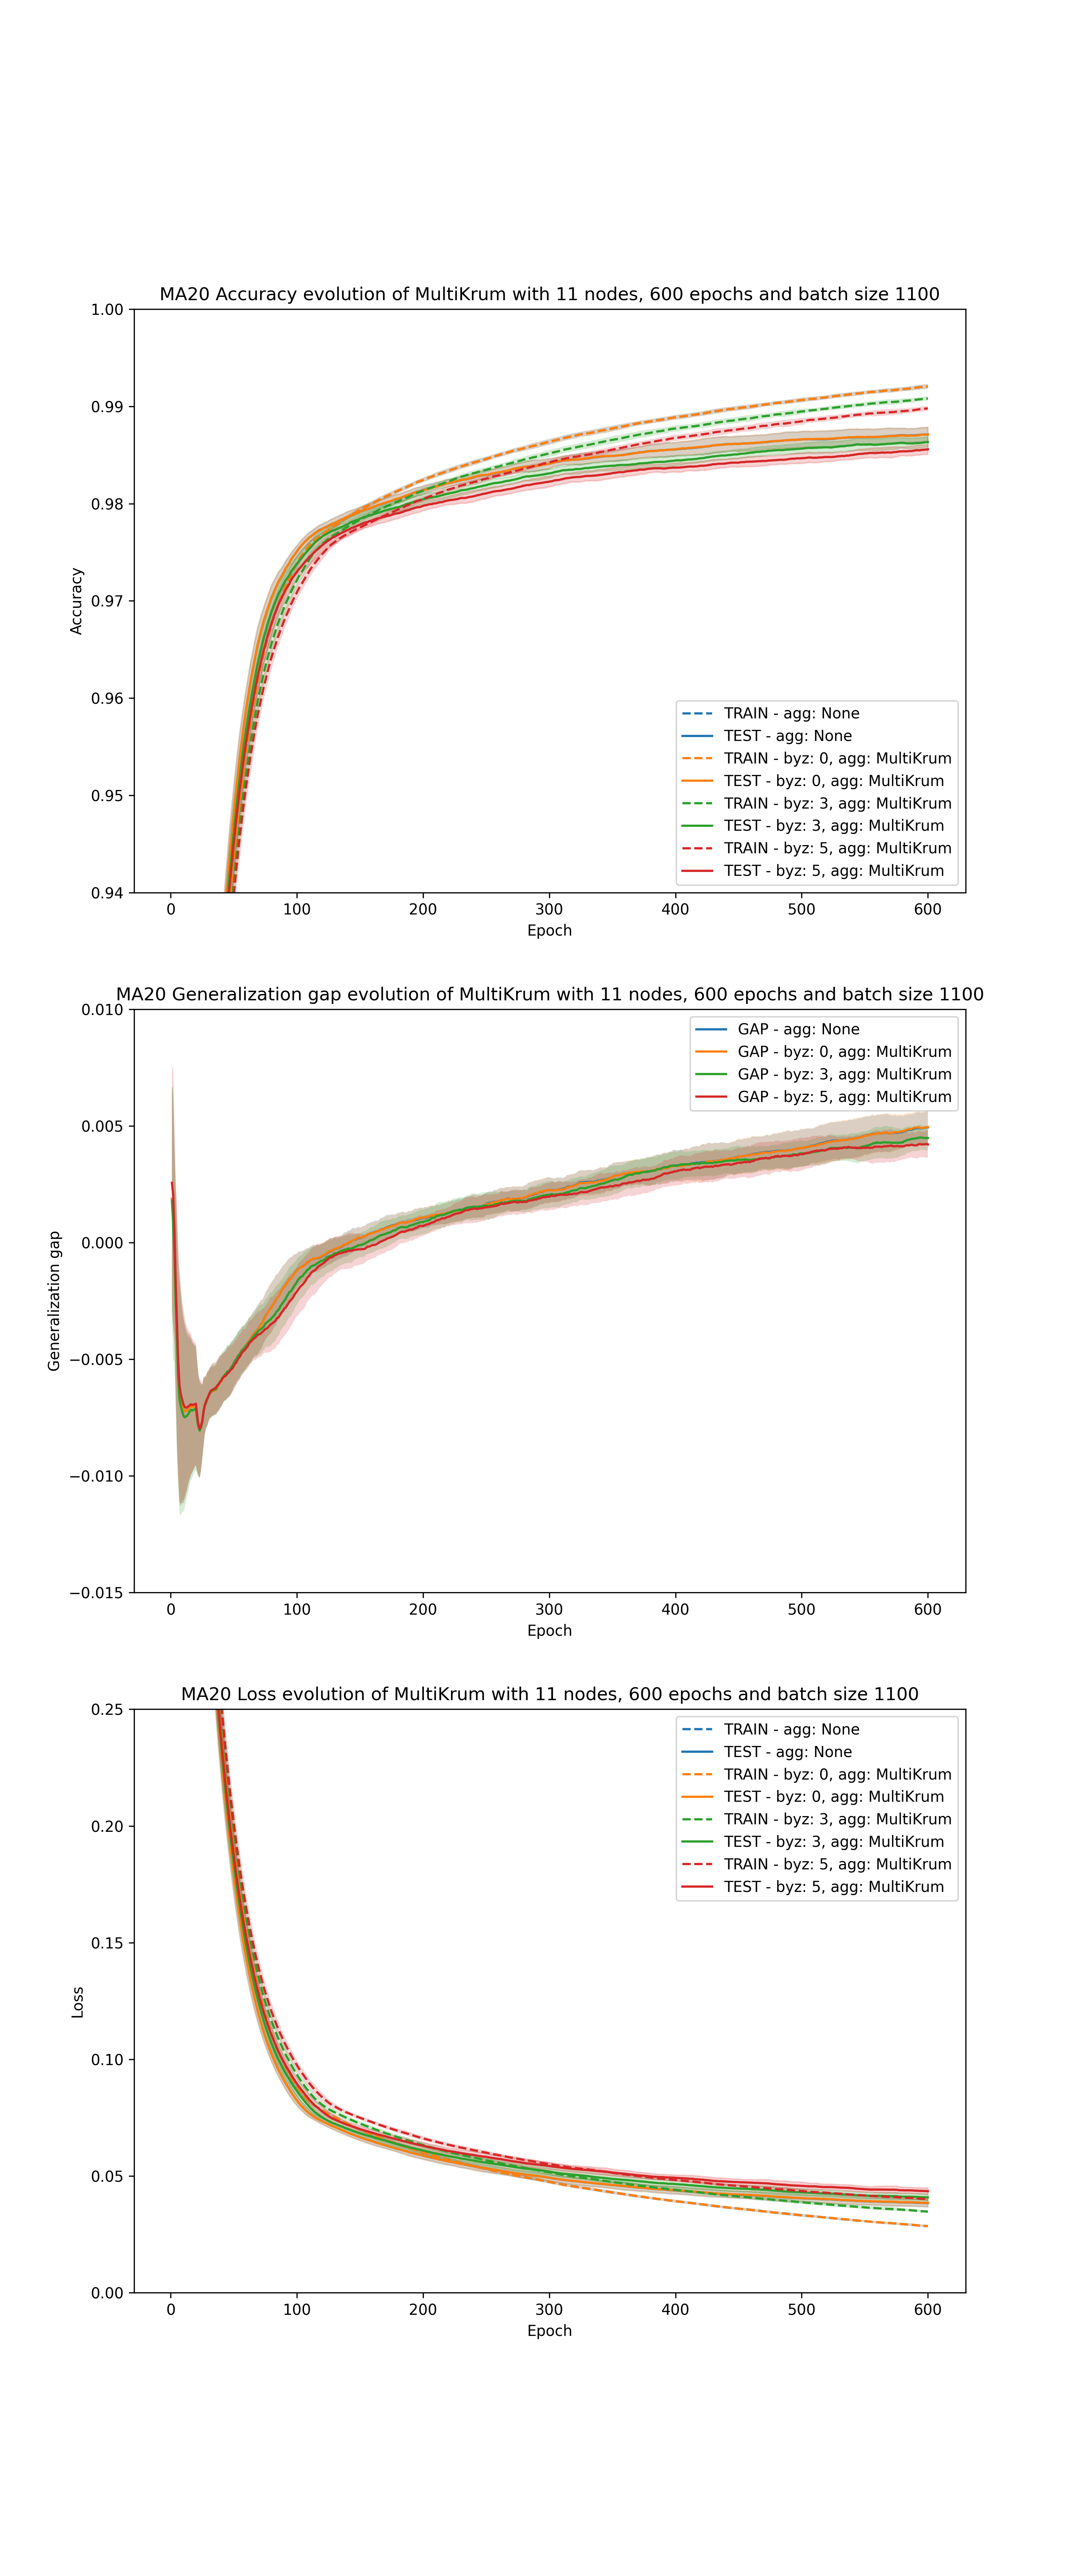 MA20 Accuracy evolution of MultiKrum with 11 nodes, 600 epochs and batch size 1100
1.00
0.99
0.98
0.97
0.96
0.95
0.94
Accuracy
TRAIN - agg: None
TEST - agg: None
TRAIN - byz: 0, agg: MultiKrum
TEST - byz: 0, agg: MultiKrum
TRAIN - byz: 3, agg: MultiKrum
TEST - byz: 3, agg: MultiKrum
TRAIN - byz: 5, agg: MultiKrum
TEST - byz: 5, agg: MultiKrum
0 100 200 300 400 500 600
Epoch
MA20 Generalization gap evolution of MultiKrum with 11 nodes, 600 epochs and batch size 1100
0.010
0.005
0.000
−0.005
−0.010
−0.015
Generalization gap
GAP - agg: None
GAP - byz: 0, agg: MultiKrum
GAP - byz: 3, agg: MultiKrum
GAP - byz: 5, agg: MultiKrum
0 100 200 300 400 500 600
Epoch
MA20 Loss evolution of MultiKrum with 11 nodes, 600 epochs and batch size 1100
0.25
0.20
0.15
0.10
0.05
0.00
Loss
TRAIN - agg: None
TEST - agg: None
TRAIN - byz: 0, agg: MultiKrum
TEST - byz: 0, agg: MultiKrum
TRAIN - byz: 3, agg: MultiKrum
TEST - byz: 3, agg: MultiKrum
TRAIN - byz: 5, agg: MultiKrum
TEST - byz: 5, agg: MultiKrum
0 100 200 300 400 500 600
Epoch